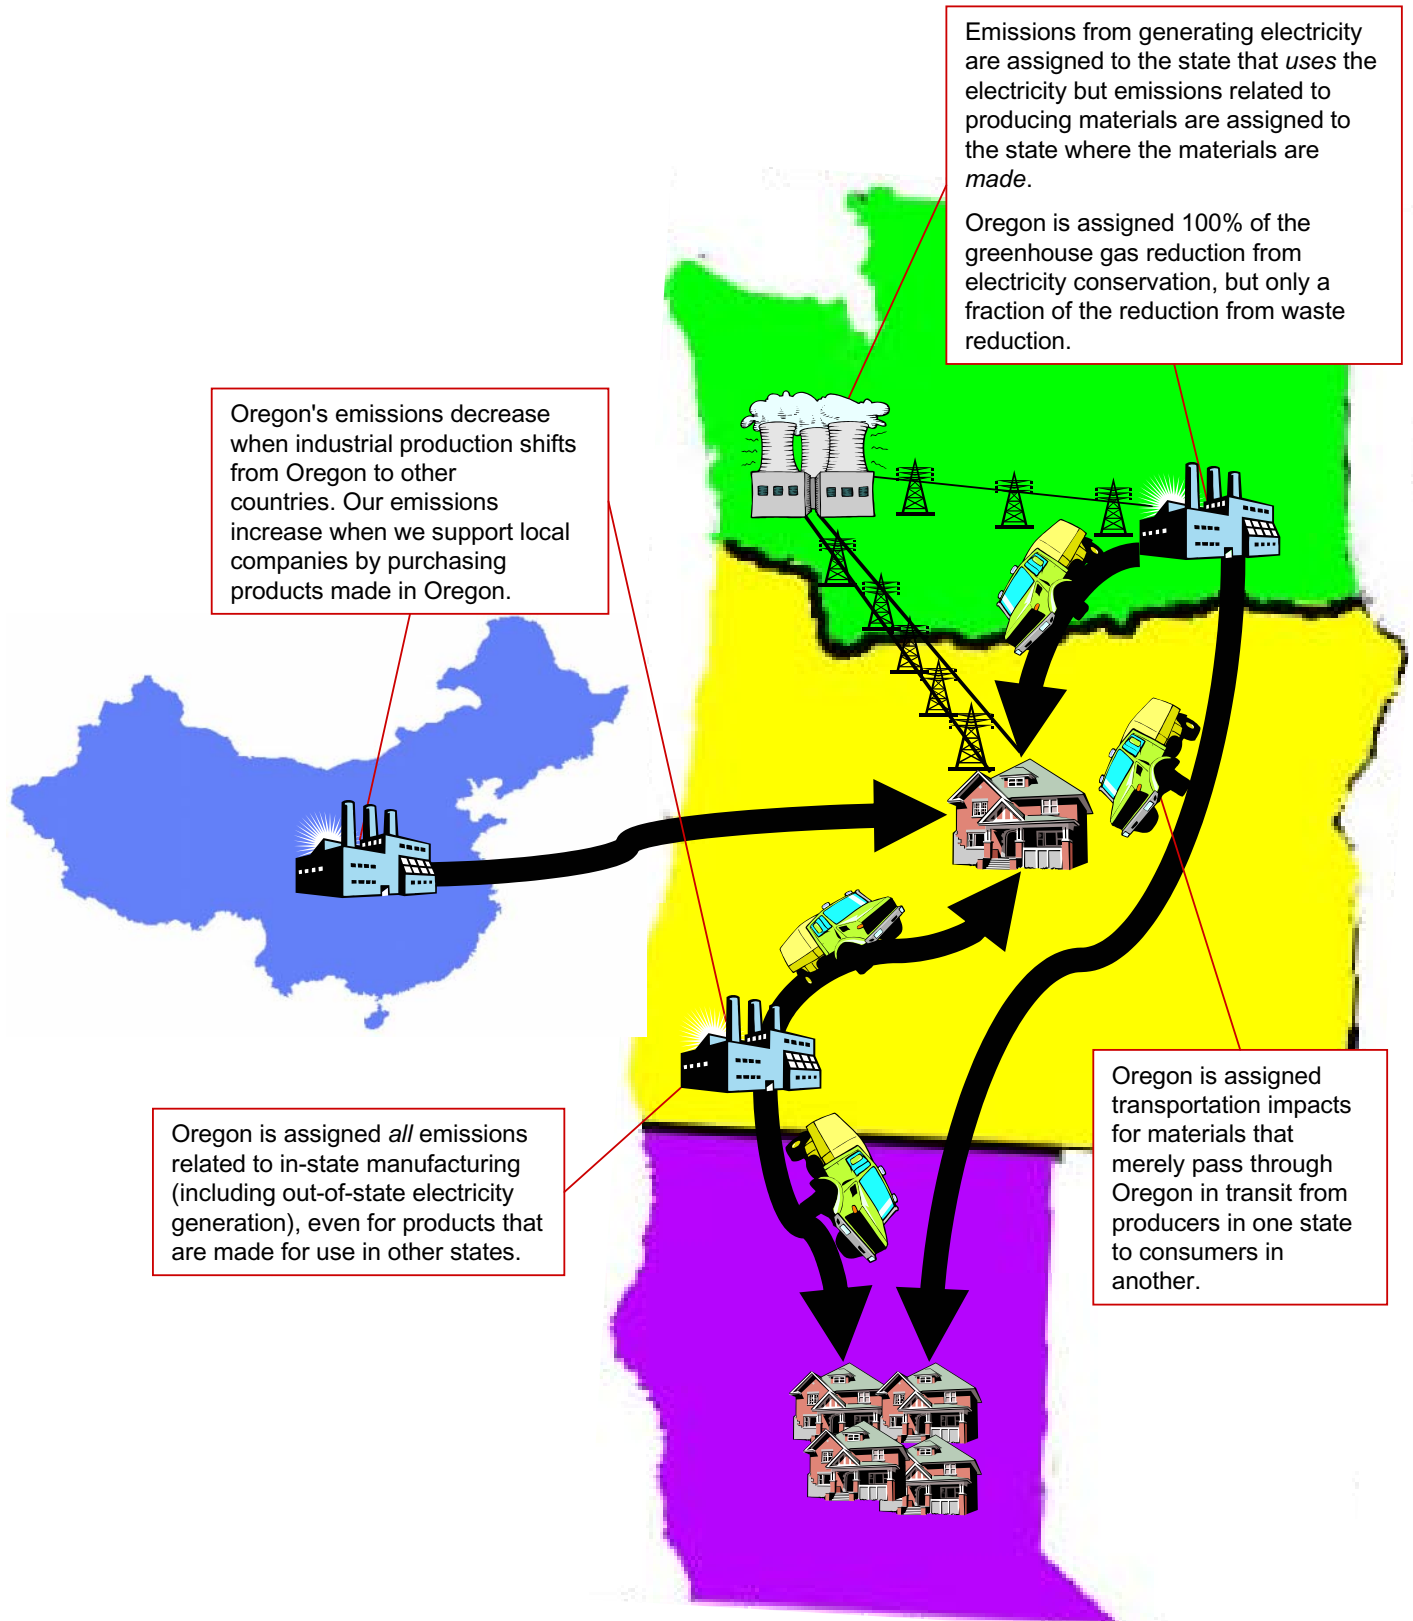 Emissions from generating electricity
are assigned to the state that uses the
electricity but emissions related to
producing materials are assigned to
the state where the materials are
made.
Oregon is assigned 100% of the
greenhouse gas reduction from
electricity conservation, but only a
fraction of the reduction from waste
reduction.
Oregon's emissions decrease
when industrial production shifts
from Oregon to other
countries. Our emissions
increase when we support local
companies by purchasing
products made in Oregon.
Oregon is assigned
transportation impacts
for materials that
merely pass through
Oregon in transit from
producers in one state
to consumers in
another.
Oregon is assigned all emissions
related to in-state manufacturing
(including out-of-state electricity
generation), even for products that
are made for use in other states.